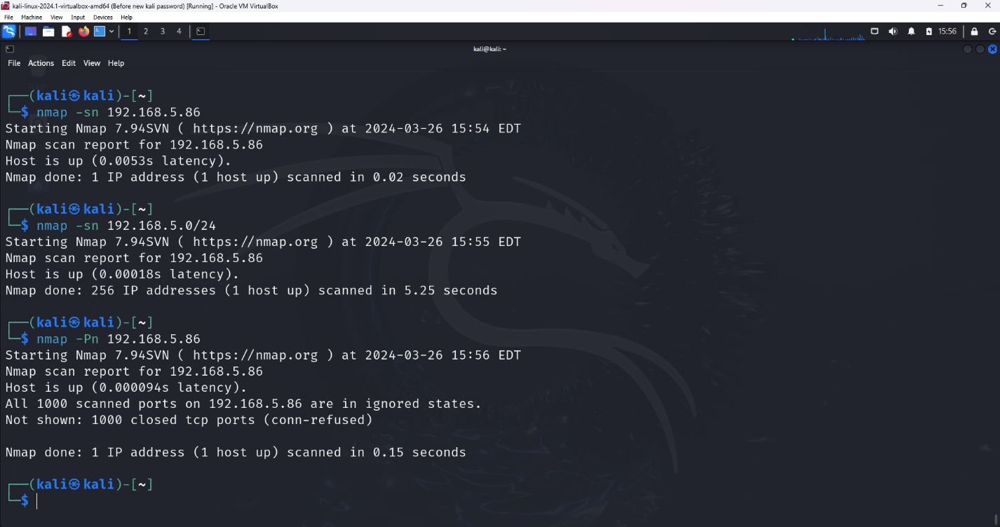 kali-linux-2024.1-virtualbox-amd64 (Before new kali password) [Running] - Oracle VM VirtualBox
File Machine View Input Devices Help
1 2 3 4 15:56
kali@kali: ~
File Actions Edit View Help
┌──(kali㉿kali)-[~]
└─$ nmap -sn 192.168.5.86
Starting Nmap 7.94SVN ( https://nmap.org ) at 2024-03-26 15:54 EDT
Nmap scan report for 192.168.5.86
Host is up (0.0053s latency).
Nmap done: 1 IP address (1 host up) scanned in 0.02 seconds
┌──(kali㉿kali)-[~]
└─$ nmap -sn 192.168.5.0/24
Starting Nmap 7.94SVN ( https://nmap.org ) at 2024-03-26 15:55 EDT
Nmap scan report for 192.168.5.86
Host is up (0.00018s latency).
Nmap done: 256 IP addresses (1 host up) scanned in 5.25 seconds
┌──(kali㉿kali)-[~]
└─$ nmap -Pn 192.168.5.86
Starting Nmap 7.94SVN ( https://nmap.org ) at 2024-03-26 15:56 EDT
Nmap scan report for 192.168.5.86
Host is up (0.000094s latency).
All 1000 scanned ports on 192.168.5.86 are in ignored states.
Not shown: 1000 closed tcp ports (conn-refused)
Nmap done: 1 IP address (1 host up) scanned in 0.15 seconds
┌──(kali㉿kali)-[~]
└─$